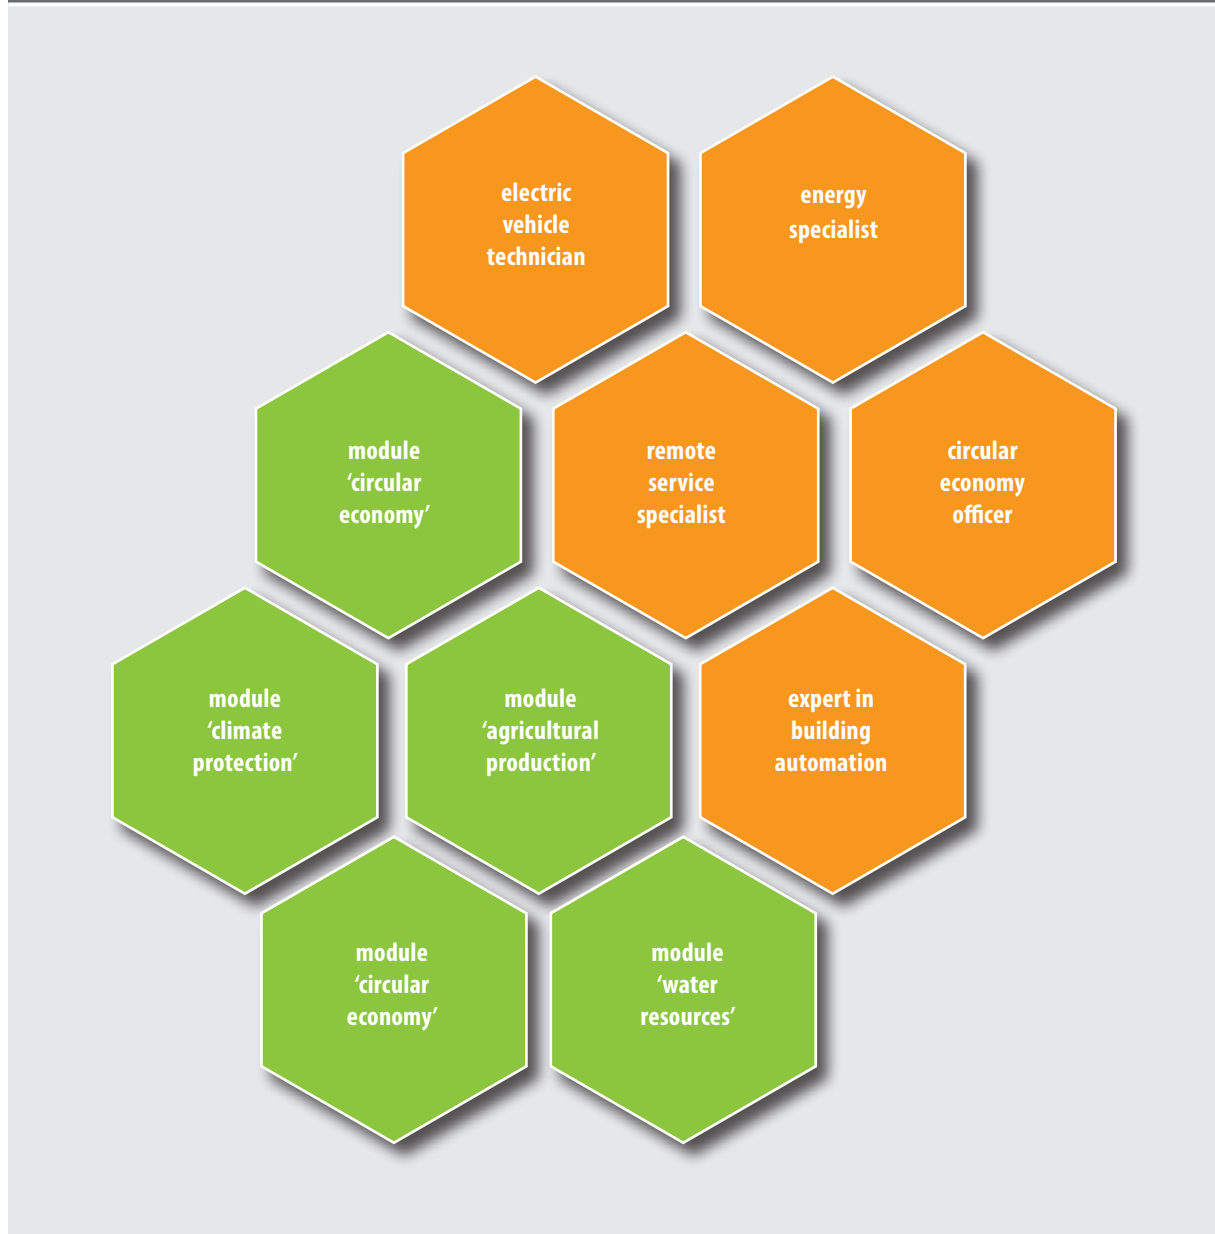 electric
vehicle
technician
energy
specialist
module
‘circular
economy’
remote
service
specialist
circular
economy
officer
module
‘climate
protection’
module
‘agricultural
production’
expert in
building
automation
module
‘circular
economy’
module
‘water
resources’